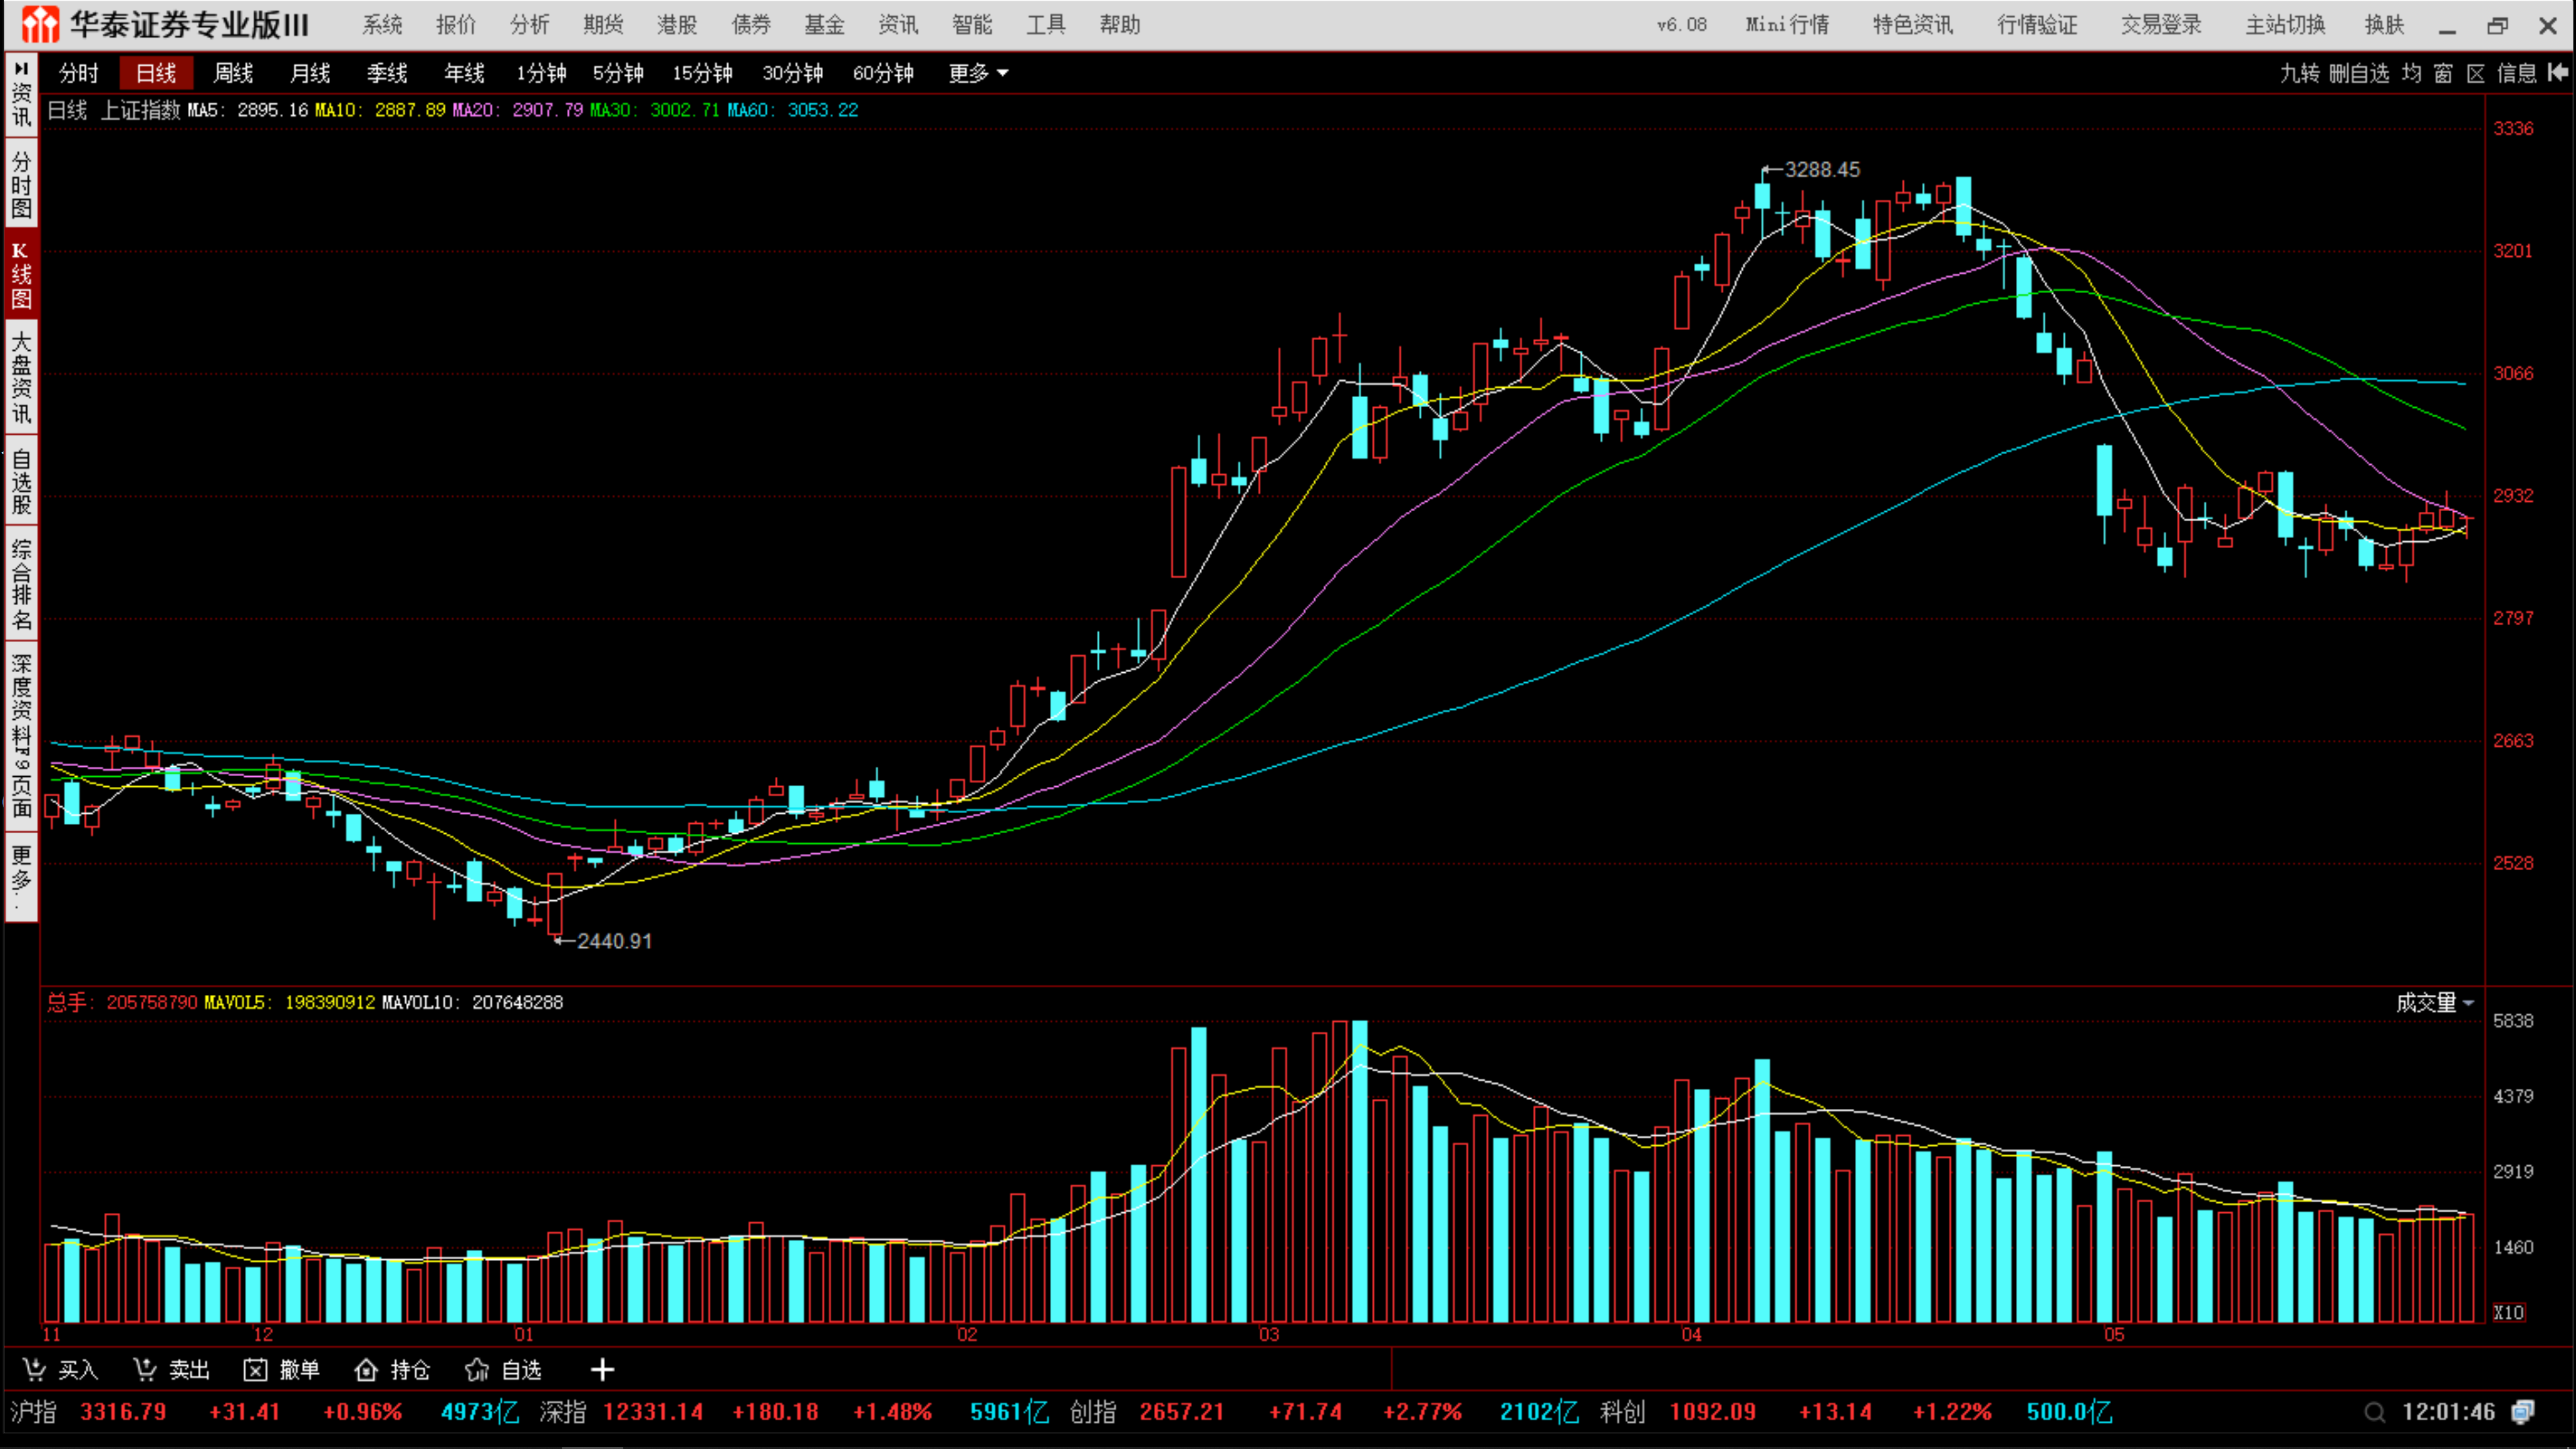 华泰证券专业版III 系统 报价 分析 期货 港股 债券 基金 资讯 智能 工具 帮助 v6.08 Mini行情 特色资讯 行情验证 交易登录 主站切换 换肤
分时 日线 周线 月线 季线 年线 1分钟 5分钟 15分钟 30分钟 60分钟 更多 九转 删自选 均 窗 区 信息
日线 上证指数 MA5: 2895.16 MA10: 2887.89 MA20: 2907.79 MA30: 3002.71 MA60: 3053.22
资讯
分时图
K线图
大盘资讯
自选股
综合排名
深度资料F9页面
更多..
3336
3288.45
3201
3066
2932
2797
2663
2528
2440.91
总手: 205758790 MAVOL5: 198390912 MAVOL10: 207648288 成交量
5838
4379
2919
1460
X10
11 12 01 02 03 04 05
买入 卖出 撤单 持仓 自选 +
沪指 3316.79 +31.41 +0.96% 4973亿 深指 12331.14 +180.18 +1.48% 5961亿 创指 2657.21 +71.74 +2.77% 2102亿 科创 1092.09 +13.14 +1.22% 500.0亿 12:01:46